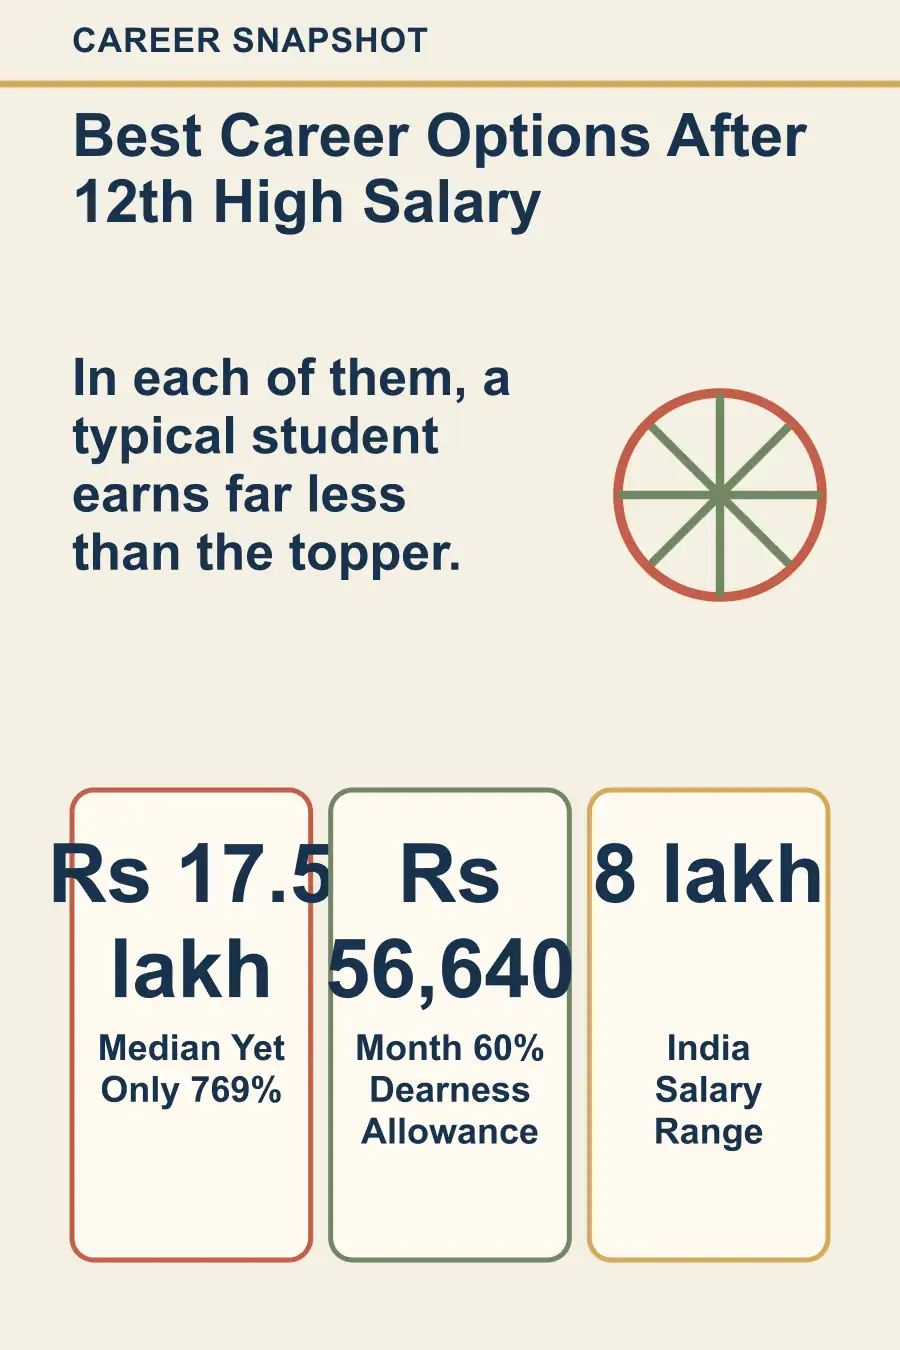 CAREER SNAPSHOT
Best Career Options After
12th High Salary
In each of them, a
typical student
earns far less
than the topper.
Rs 17.5
lakh
Median Yet
Only 769%
Rs
56,640
Month 60%
Dearness
Allowance
8 lakh
India
Salary
Range